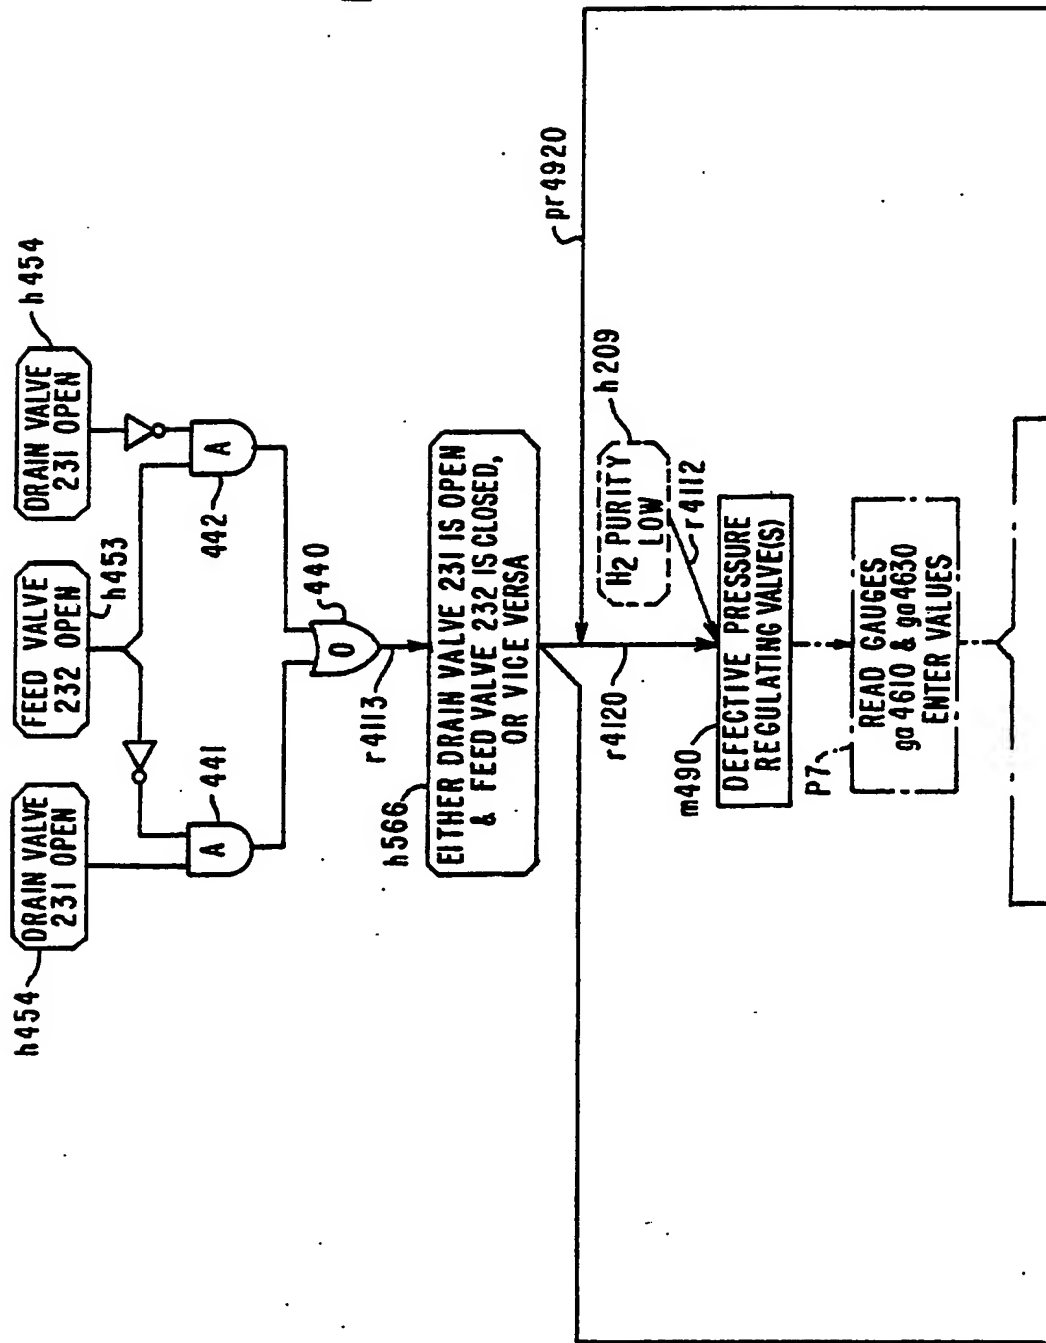 h454
DRAIN VALVE
231 OPEN
FEED VALVE
232 OPEN
h453
DRAIN VALVE
231 OPEN
h454
A
441
A
442
O
440
r4113
h566
EITHER DRAIN VALVE 231 IS OPEN
& FEED VALVE 232 IS CLOSED,
OR VICE VERSA
pr4920
H2 PURITY
LOW
h209
r4112
r4120
m490
DEFECTIVE PRESSURE
REGULATING VALVE(S)
P7
READ GAUGES
ga4610 & ga4630
ENTER VALUES